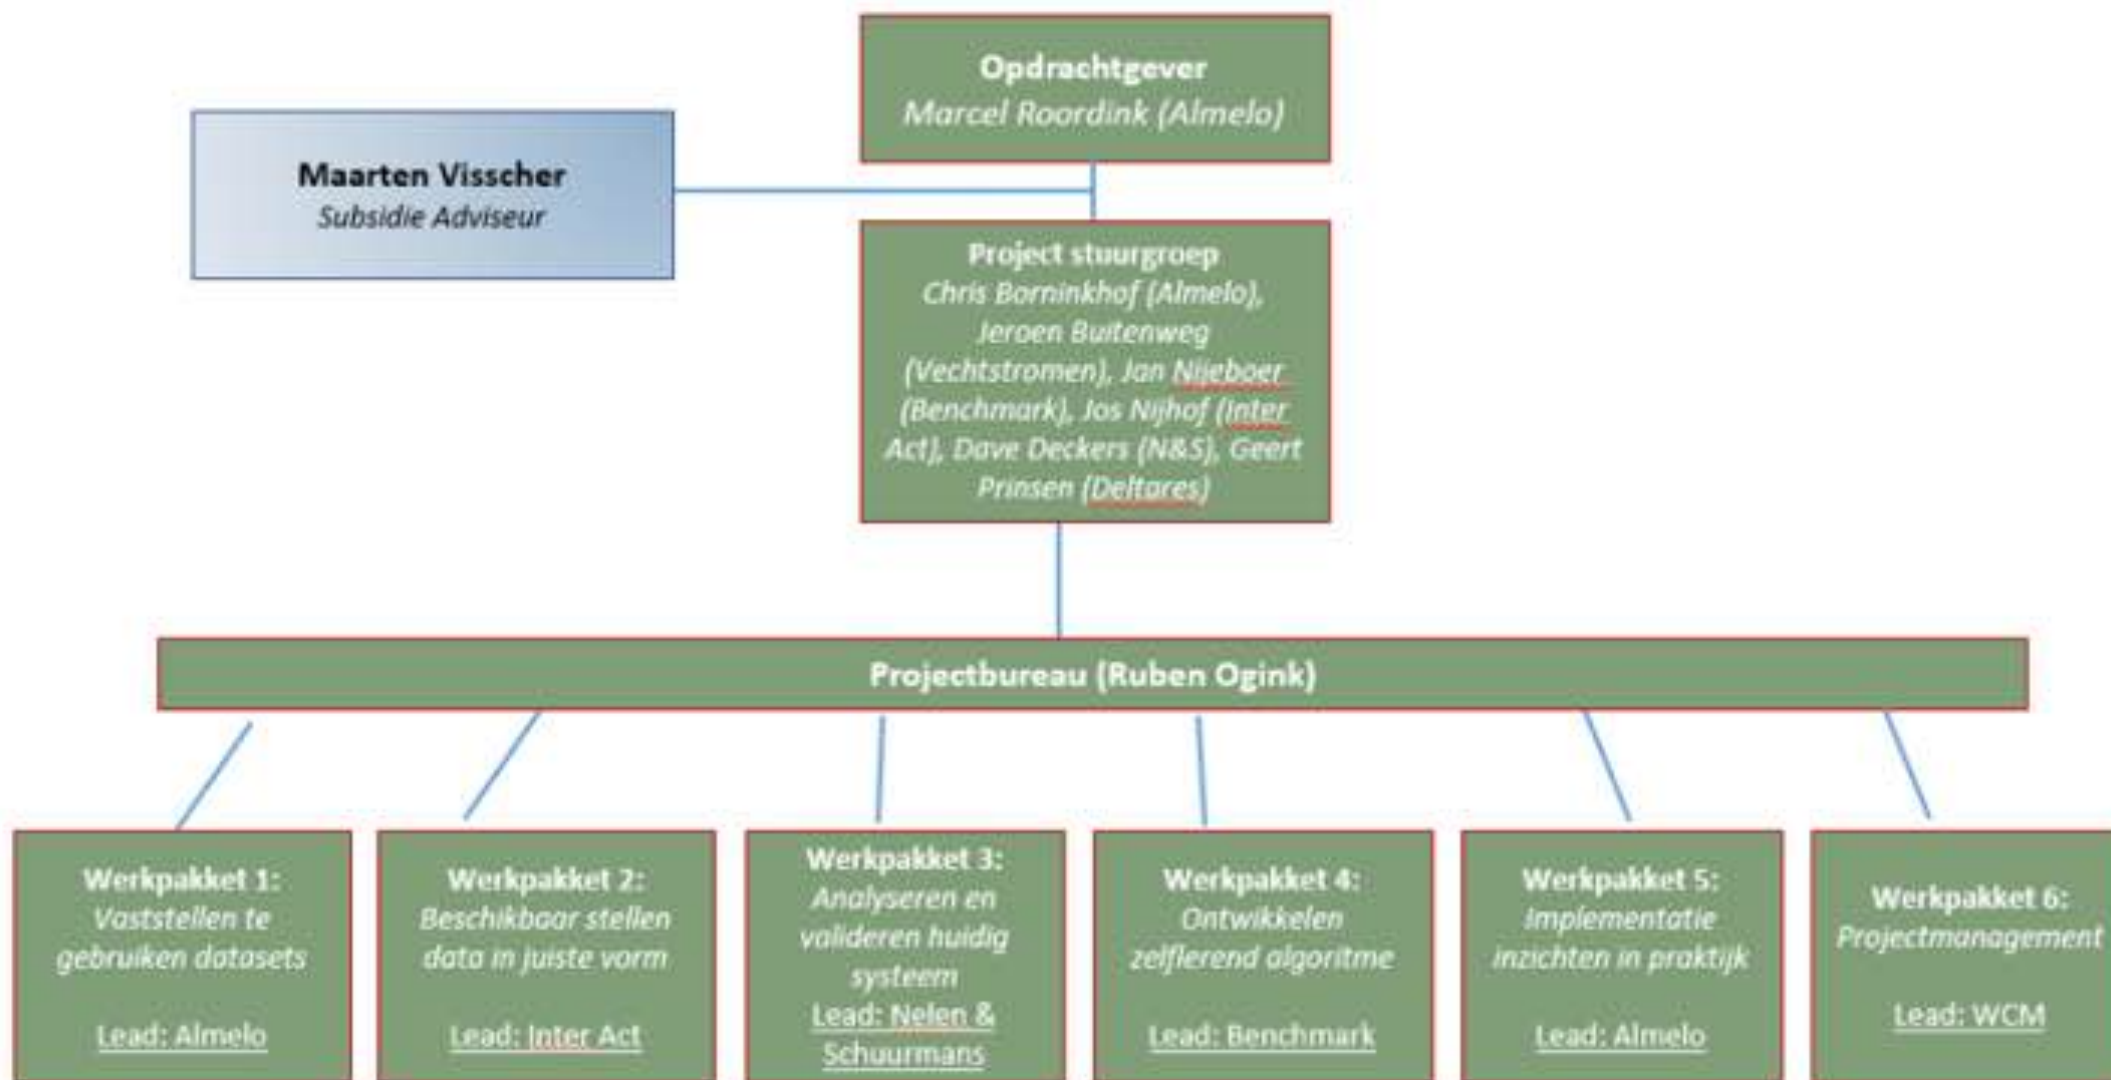 Opdrachtgever
Marcel Roordink (Almelo)
Maarten Visscher
Subsidie Adviseur
Project stuurgroep
Chris Borninkhof (Almelo),
Jeroen Buitenweg
(Vechtstromen), Jan Nijeboer
(Benchmark), Jos Nijhof (Inter
Act), Dave Deckers (N&S), Geert
Prinsen (Deltares)
Projectbureau (Ruben Ogink)
Werkpakket 1:
Vaststellen te
gebruiken datasets
Lead: Almelo
Werkpakket 2:
Beschikbaar stellen
data in juiste vorm
Lead: Inter Act
Werkpakket 3:
Analyseren en
valideren huidig
systeem
Lead: Nelen &
Schuurmans
Werkpakket 4:
Ontwikkelen
zelflerend algoritme
Lead: Benchmark
Werkpakket 5:
Implementatie
inzichten in praktijk
Lead: Almelo
Werkpakket 6:
Projectmanagement
Lead: WCM